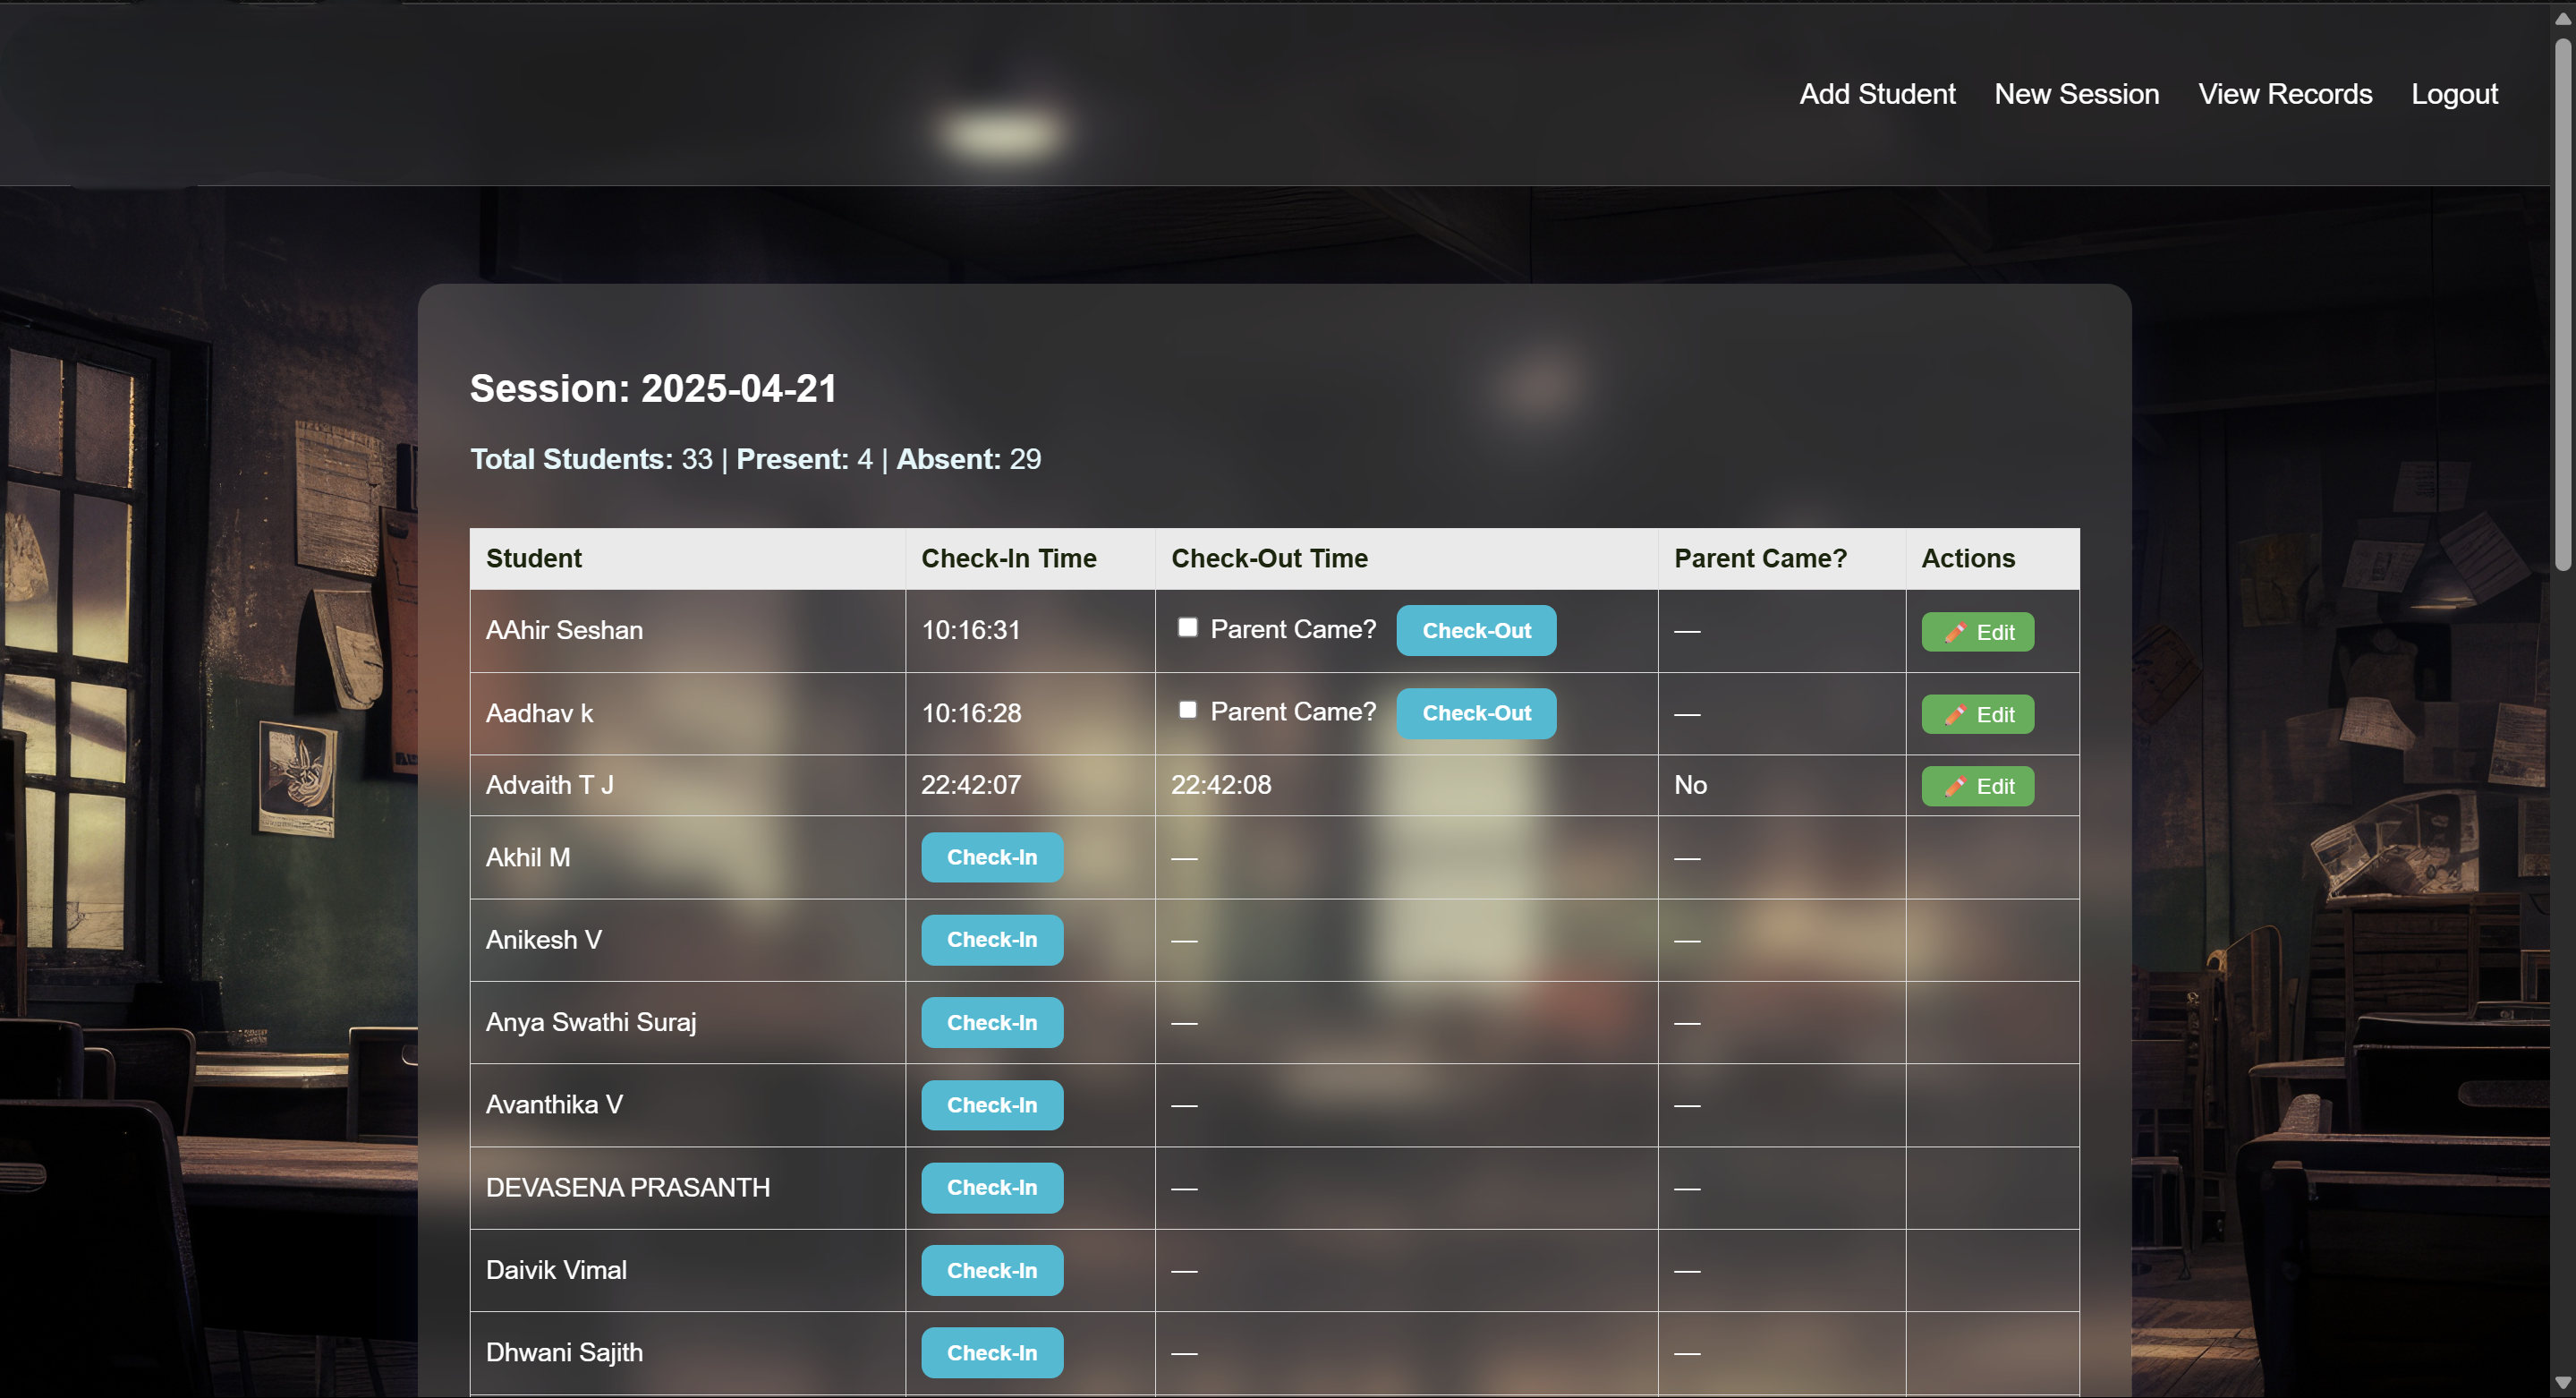 Add Student New Session View Records Logout
Session: 2025-04-21
Total Students: 33 | Present: 4 | Absent: 29
Student Check-In Time Check-Out Time Parent Came? Actions
AAhir Seshan 10:16:31 Parent Came? Check-Out — Edit
Aadhav k 10:16:28 Parent Came? Check-Out — Edit
Advaith T J 22:42:07 22:42:08 No Edit
Akhil M Check-In — —
Anikesh V Check-In — —
Anya Swathi Suraj Check-In — —
Avanthika V Check-In — —
DEVASENA PRASANTH Check-In — —
Daivik Vimal Check-In — —
Dhwani Sajith Check-In — —